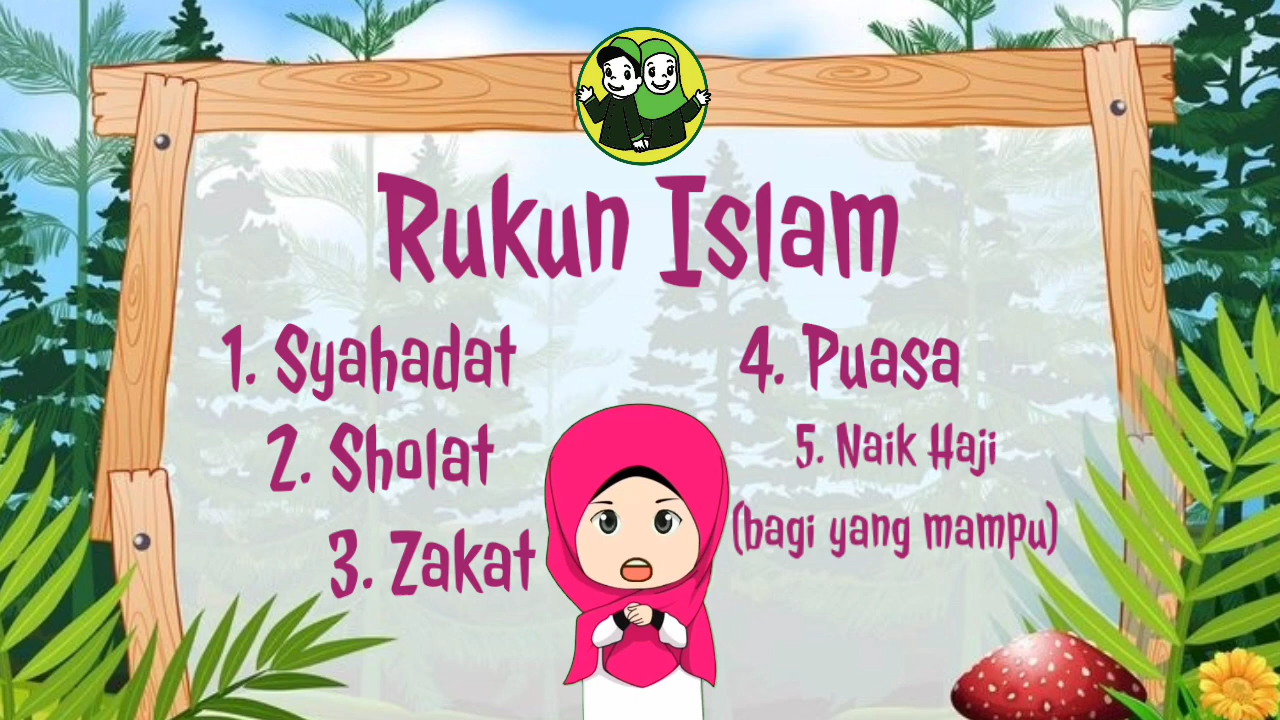 Rukun Islam
1. Syahadat
2. Sholat
3. Zakat
4. Puasa
5. Naik Haji
(bagi yang mampu)